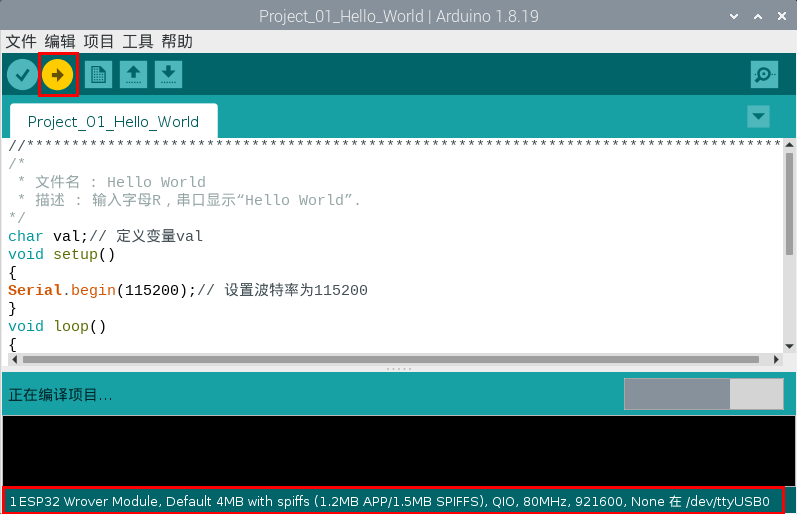 Project_01_Hello_World | Arduino 1.8.19
文件 编辑 项目 工具 帮助
Project_01_Hello_World
//************************************************************************************
/*
* 文件名 : Hello World
* 描述 : 输入字母R，串口显示“Hello World”.
*/
char val;// 定义变量val
void setup()
{
Serial.begin(115200);// 设置波特率为115200
}
void loop()
{
正在编译项目...
1 ESP32 Wrover Module, Default 4MB with spiffs (1.2MB APP/1.5MB SPIFFS), QIO, 80MHz, 921600, None 在 /dev/ttyUSB0